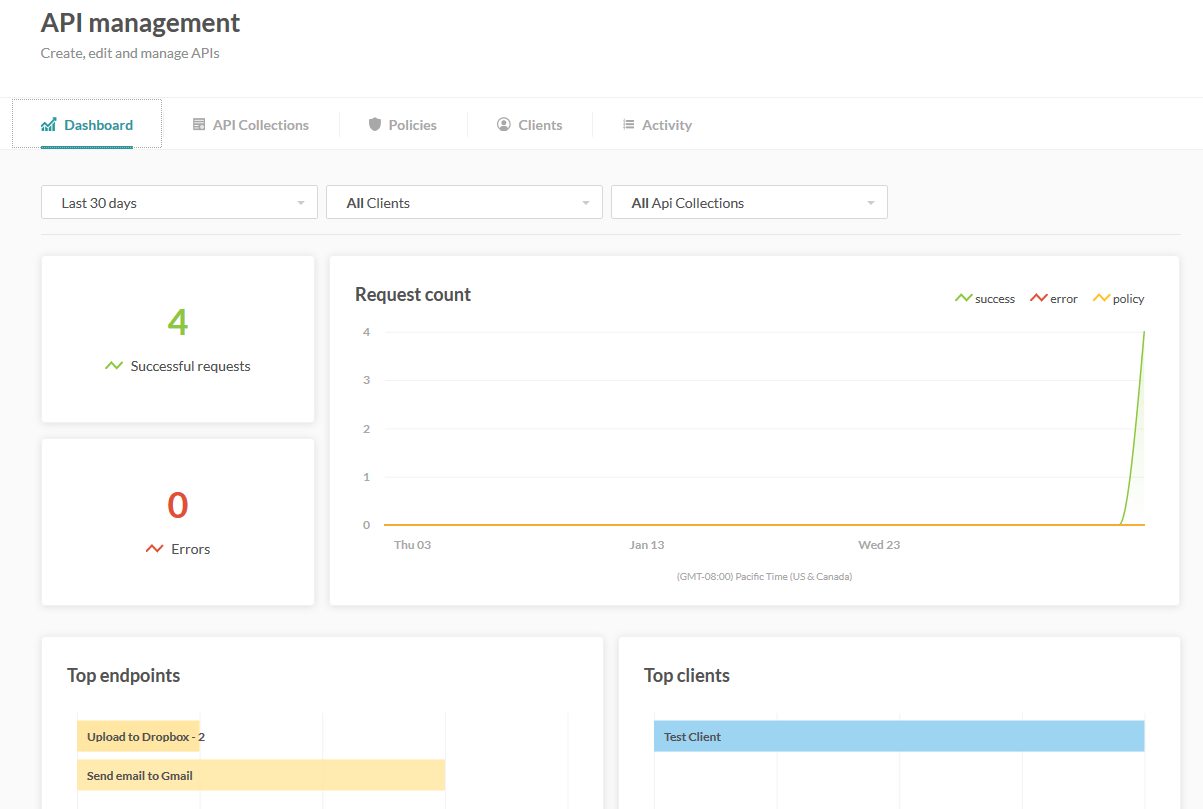 API management
Create, edit and manage APIs
Dashboard
API Collections
Policies
Clients
Activity
Last 30 days
All Clients
All Api Collections
4
Successful requests
0
Errors
Request count
success
error
policy
4
3
2
1
0
Thu 03
Jan 13
Wed 23
(GMT-08:00) Pacific Time (US & Canada)
Top endpoints
Upload to Dropbox - 2
Send email to Gmail
Top clients
Test Client